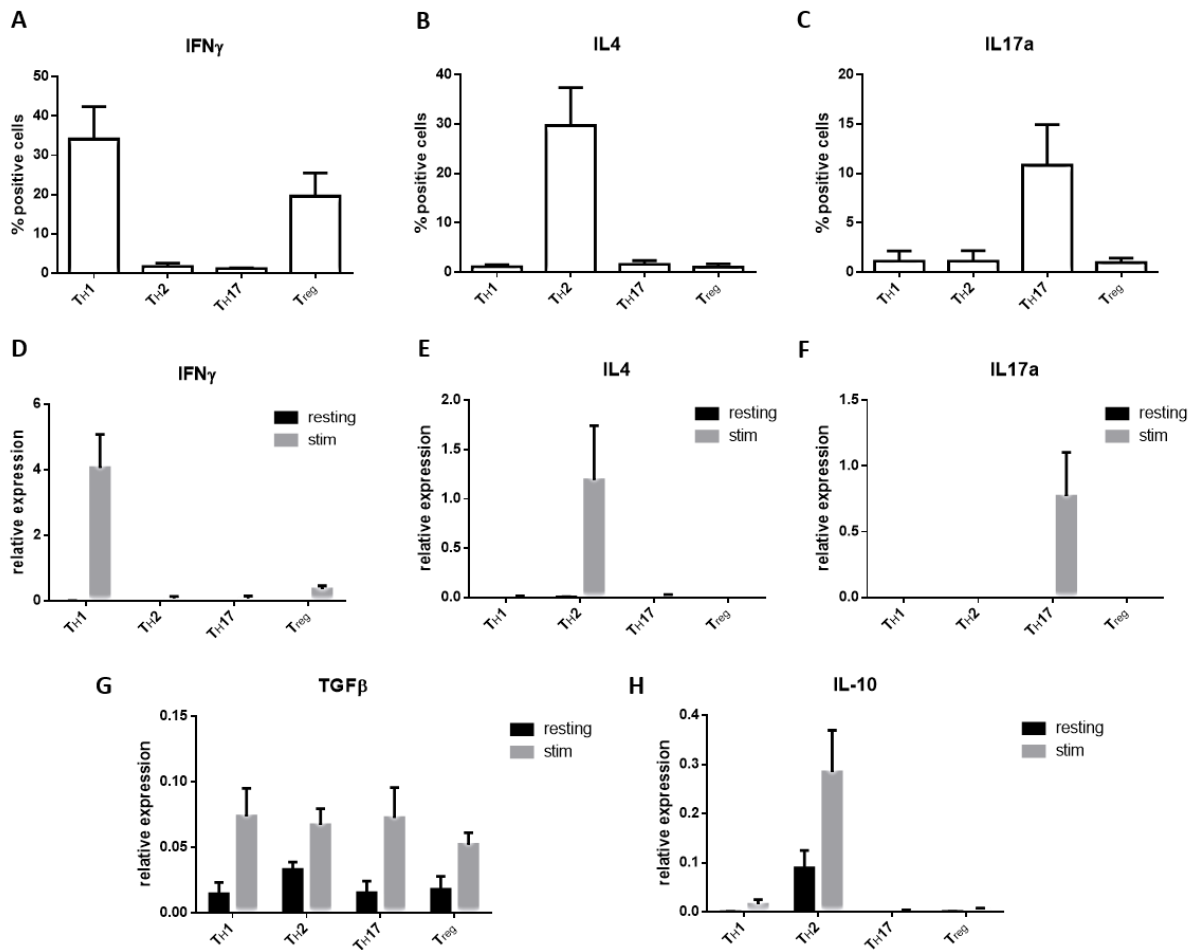 A
IFNγ
% positive cells
50
40
30
20
10
0
TH1
TH2
TH17
Treg
B
IL4
% positive cells
40
30
20
10
0
TH1
TH2
TH17
Treg
C
IL17a
% positive cells
20
15
10
5
0
TH1
TH2
TH17
Treg
D
IFNγ
relative expression
6
4
2
0
resting
stim
TH1
TH2
TH17
Treg
E
IL4
relative expression
2.0
1.5
1.0
0.5
0.0
resting
stim
TH1
TH2
TH17
Treg
F
IL17a
relative expression
1.5
1.0
0.5
0.0
resting
stim
TH1
TH2
TH17
Treg
G
TGFβ
relative expression
0.15
0.10
0.05
0.00
resting
stim
TH1
TH2
TH17
Treg
H
IL-10
relative expression
0.4
0.3
0.2
0.1
0.0
resting
stim
TH1
TH2
TH17
Treg